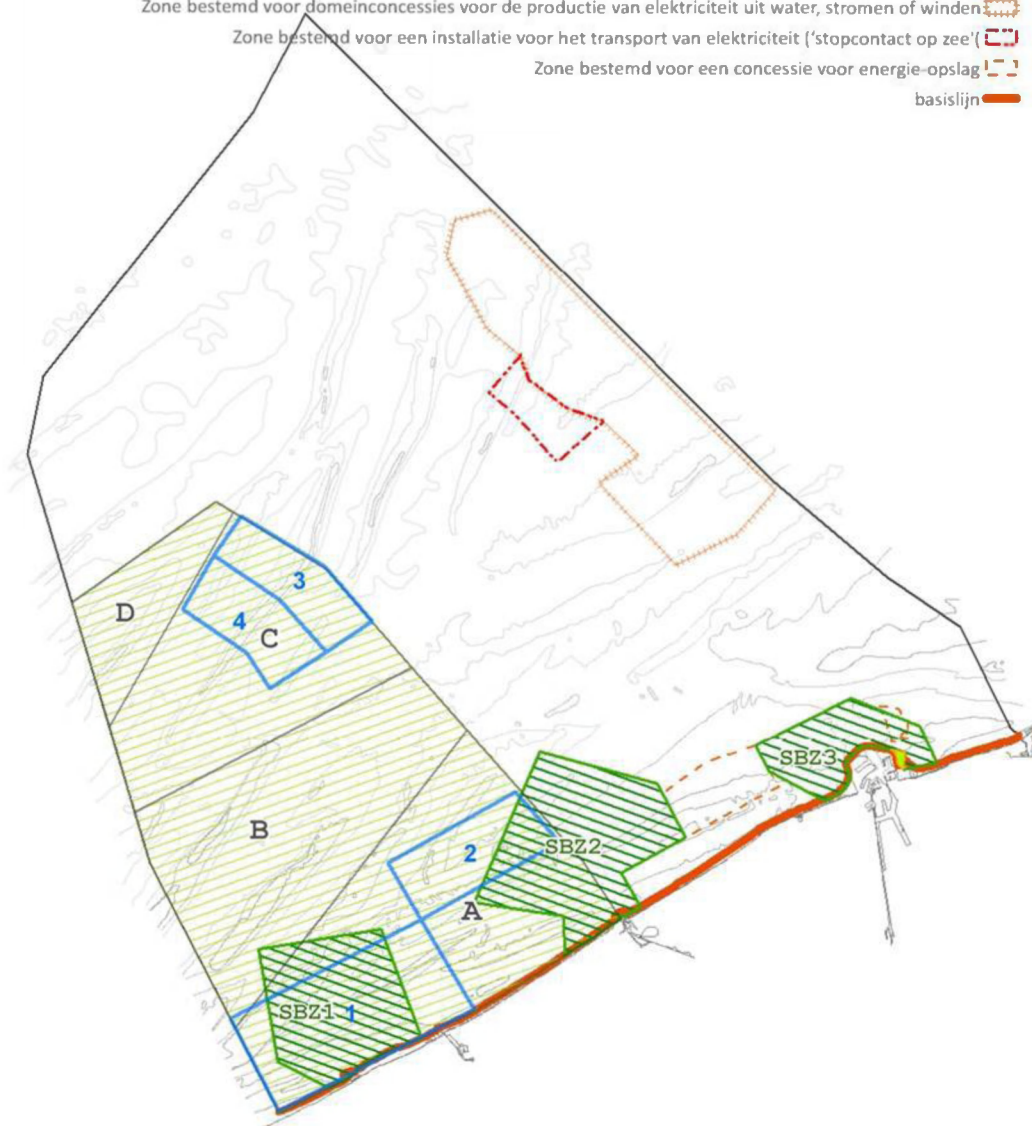 Zone bestemd voor domeinconcessies voor de productie van elektriciteit uit water, stromen of winden
Zone bestemd voor een installatie voor het transport van elektriciteit ('stopcontact op zee'(
Zone bestemd voor een concessie voor energie-opslag
basislijn
3
D
4
C
SBZ3
B
2
SBZ2
A
SBZ1
1